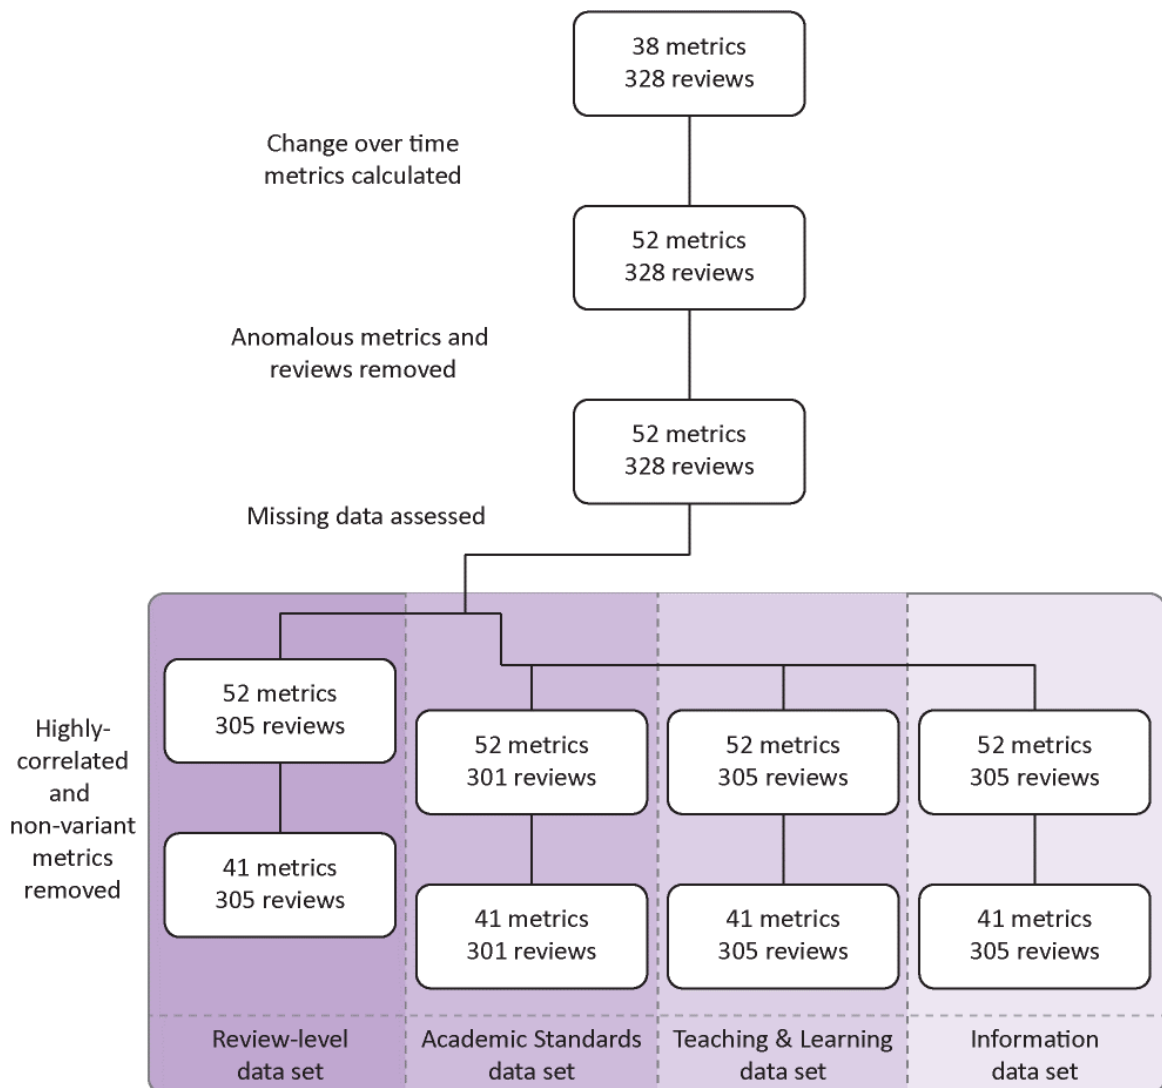 38 metrics
328 reviews
Change over time
metrics calculated
52 metrics
328 reviews
Anomalous metrics and
reviews removed
52 metrics
328 reviews
Missing data assessed
Highly-
correlated
and
non-variant
metrics
removed
52 metrics
305 reviews
52 metrics
301 reviews
52 metrics
305 reviews
52 metrics
305 reviews
41 metrics
305 reviews
41 metrics
301 reviews
41 metrics
305 reviews
41 metrics
305 reviews
Review-level
data set
Academic Standards
data set
Teaching & Learning
data set
Information
data set